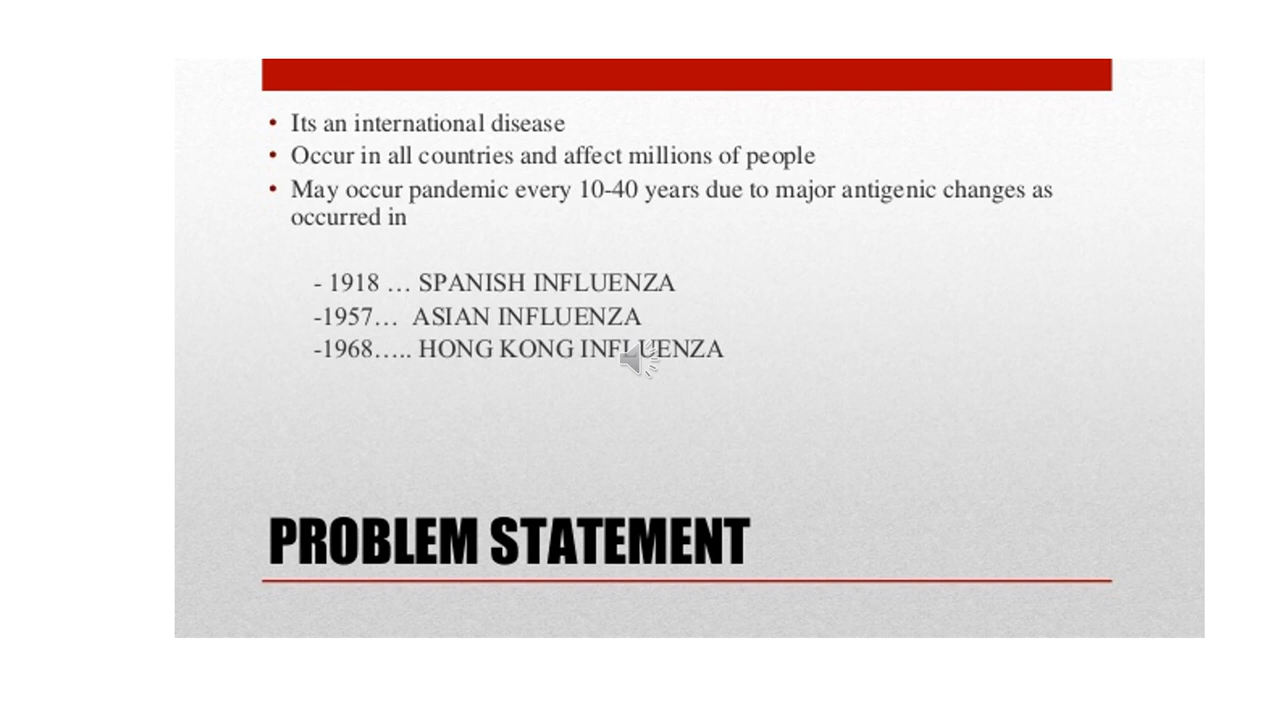 • Its an international disease
• Occur in all countries and affect millions of people
• May occur pandemic every 10-40 years due to major antigenic changes as
occurred in
- 1918 … SPANISH INFLUENZA
-1957… ASIAN INFLUENZA
-1968….. HONG KONG INFLUENZA
PROBLEM STATEMENT